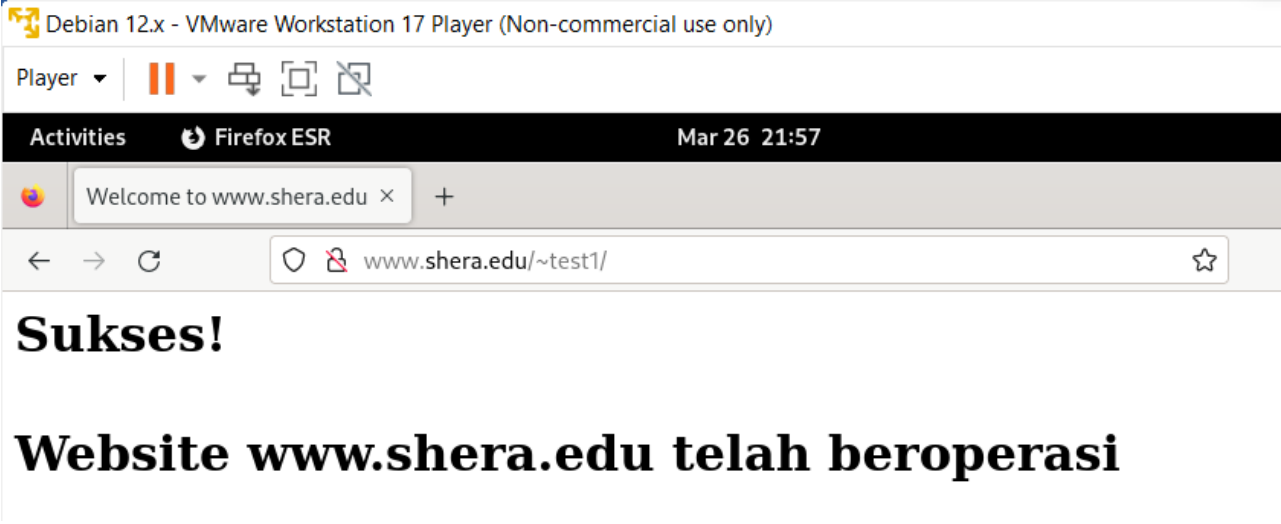 Debian 12.x - VMware Workstation 17 Player (Non-commercial use only)
Player
Activities Firefox ESR Mar 26 21:57
Welcome to www.shera.edu
www.shera.edu/~test1/
Sukses!
Website www.shera.edu telah beroperasi